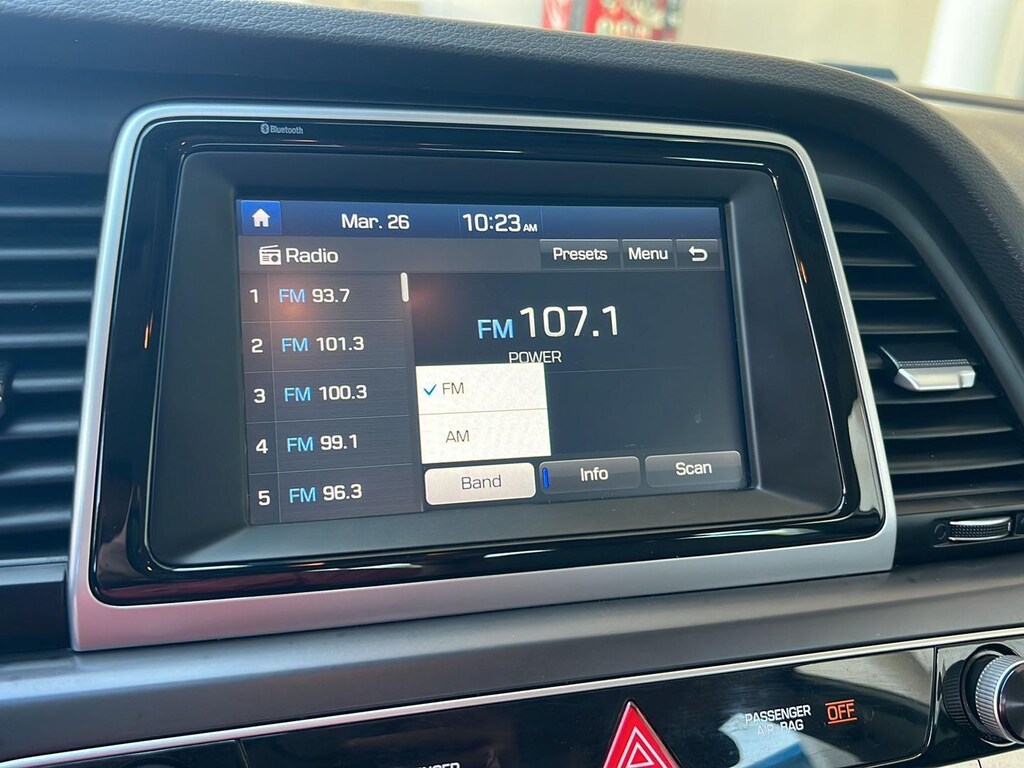 Bluetooth
Mar. 26 10:23 AM
Radio Presets Menu
1 FM 93.7
2 FM 101.3
3 FM 100.3
4 FM 99.1
5 FM 96.3
FM 107.1
POWER
FM
AM
Band Info Scan
PASSENGER
AIR BAG OFF